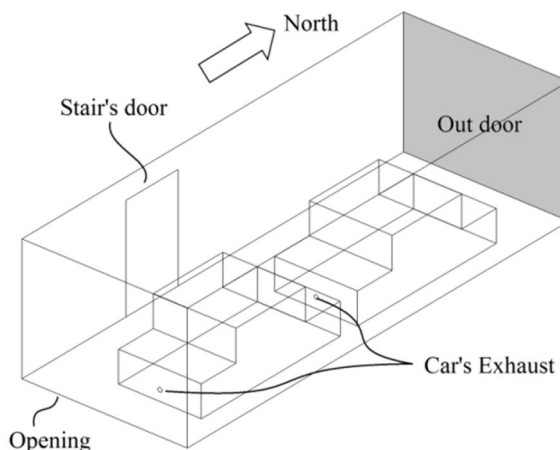 North
Stair's door
Out door
Car's Exhaust
Opening